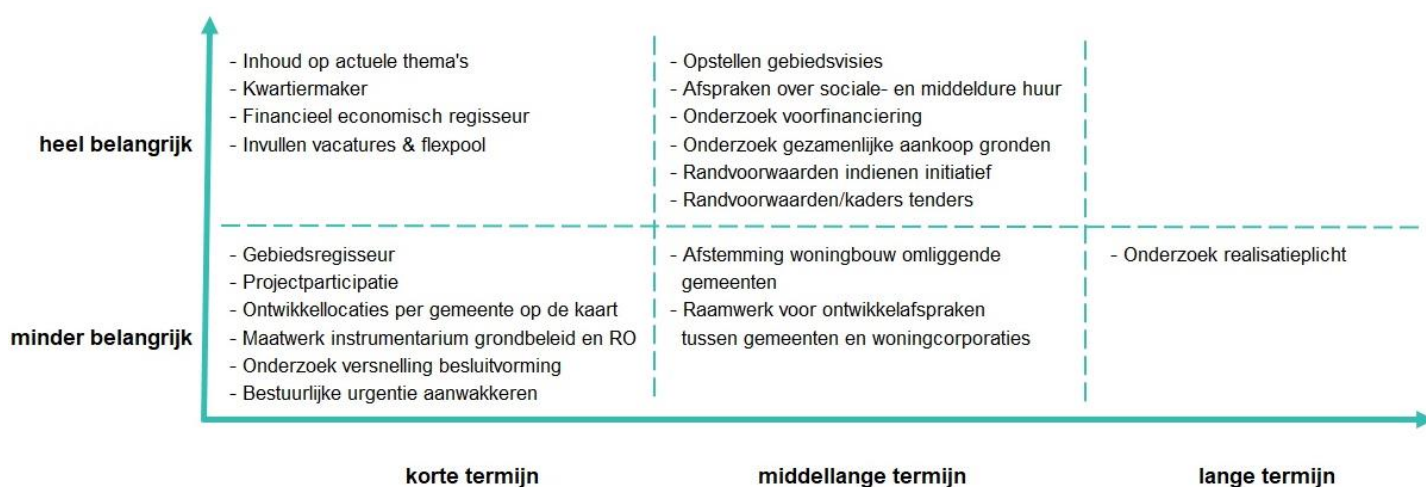 heel belangrijk
- Inhoud op actuele thema's
- Kwartiermaker
- Financieel economisch regisseur
- Invullen vacatures & flexpool
- Opstellen gebiedsvisies
- Afspraken over sociale- en middeldure huur
- Onderzoek voorfinanciering
- Onderzoek gezamenlijke aankoop gronden
- Randvoorwaarden indienen initiatief
- Randvoorwaarden/kaders tenders
minder belangrijk
- Gebiedsregisseur
- Projectparticipatie
- Ontwikkellocaties per gemeente op de kaart
- Maatwerk instrumentarium grondbeleid en RO
- Onderzoek versnelling besluitvorming
- Bestuurlijke urgentie aanwakkeren
- Afstemming woningbouw omliggende
gemeenten
- Raamwerk voor ontwikkelafspraken
tussen gemeenten en woningcorporaties
- Onderzoek realisatieplicht
korte termijn
middellange termijn
lange termijn